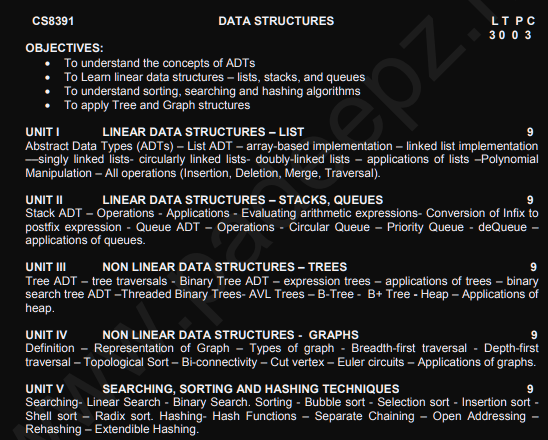 CS8391 DATA STRUCTURES L T P C
3 0 0 3
OBJECTIVES:
• To understand the concepts of ADTs
• To Learn linear data structures – lists, stacks, and queues
• To understand sorting, searching and hashing algorithms
• To apply Tree and Graph structures
UNIT I LINEAR DATA STRUCTURES – LIST 9
Abstract Data Types (ADTs) – List ADT – array-based implementation – linked list implementation
––singly linked lists- circularly linked lists- doubly-linked lists – applications of lists –Polynomial
Manipulation – All operations (Insertion, Deletion, Merge, Traversal).
UNIT II LINEAR DATA STRUCTURES – STACKS, QUEUES 9
Stack ADT – Operations - Applications - Evaluating arithmetic expressions- Conversion of Infix to
postfix expression - Queue ADT – Operations - Circular Queue – Priority Queue - deQueue –
applications of queues.
UNIT III NON LINEAR DATA STRUCTURES – TREES 9
Tree ADT – tree traversals - Binary Tree ADT – expression trees – applications of trees – binary
search tree ADT –Threaded Binary Trees- AVL Trees – B-Tree - B+ Tree - Heap – Applications of
heap.
UNIT IV NON LINEAR DATA STRUCTURES - GRAPHS 9
Definition – Representation of Graph – Types of graph - Breadth-first traversal - Depth-first
traversal – Topological Sort – Bi-connectivity – Cut vertex – Euler circuits – Applications of graphs.
UNIT V SEARCHING, SORTING AND HASHING TECHNIQUES 9
Searching- Linear Search - Binary Search. Sorting - Bubble sort - Selection sort - Insertion sort -
Shell sort – Radix sort. Hashing- Hash Functions – Separate Chaining – Open Addressing –
Rehashing – Extendible Hashing.